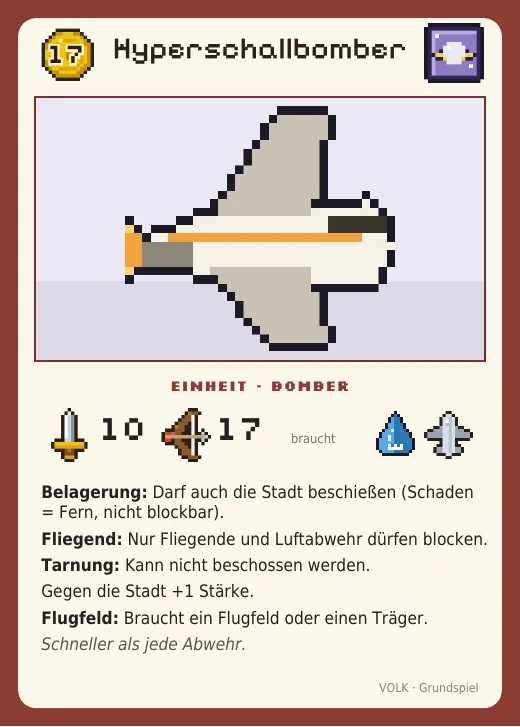 17 Hyperschallbomber
EINHEIT - BOMBER
10 17 braucht
Belagerung: Darf auch die Stadt beschießen (Schaden
= Fern, nicht blockbar).
Fliegend: Nur Fliegende und Luftabwehr dürfen blocken.
Tarnung: Kann nicht beschossen werden.
Gegen die Stadt +1 Stärke.
Flugfeld: Braucht ein Flugfeld oder einen Träger.
Schneller als jede Abwehr.
VOLK · Grundspiel